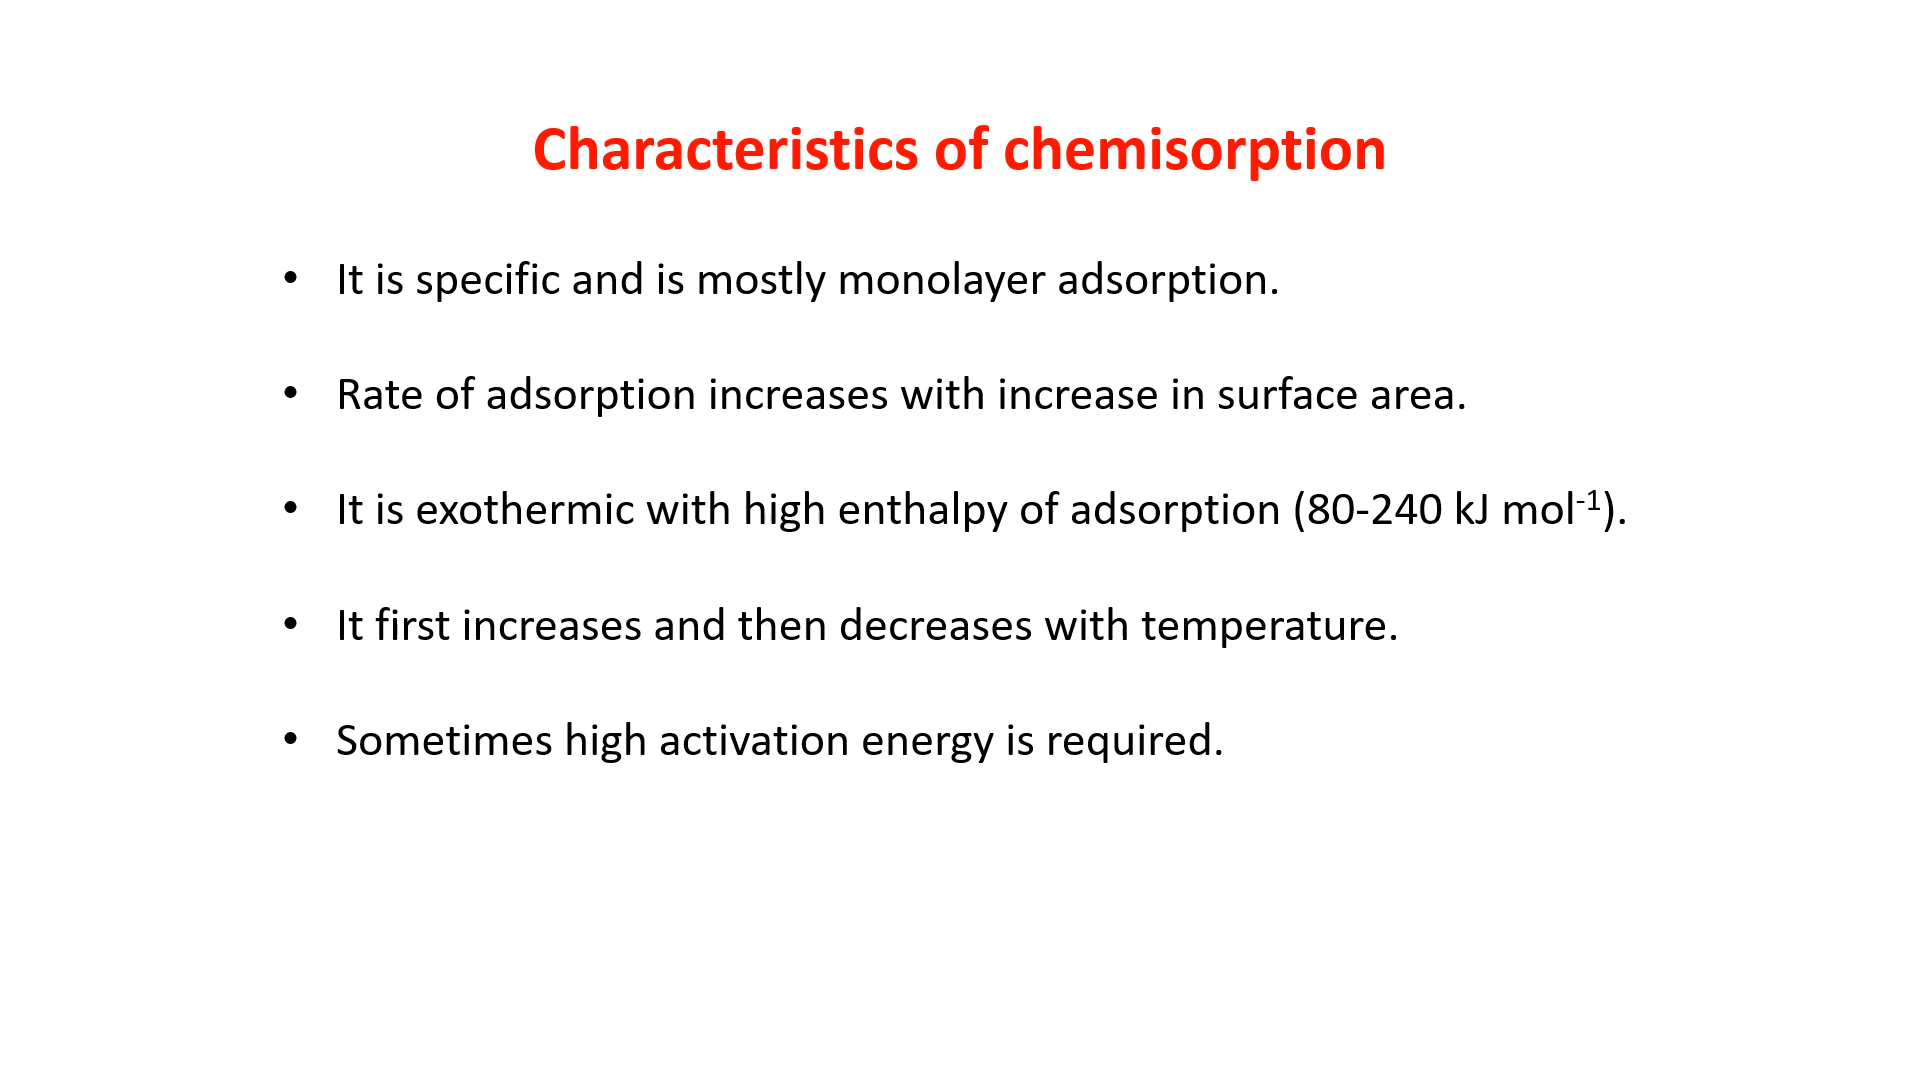 Characteristics of chemisorption
• It is specific and is mostly monolayer adsorption.
• Rate of adsorption increases with increase in surface area.
• It is exothermic with high enthalpy of adsorption (80-240 kJ mol⁻¹).
• It first increases and then decreases with temperature.
• Sometimes high activation energy is required.